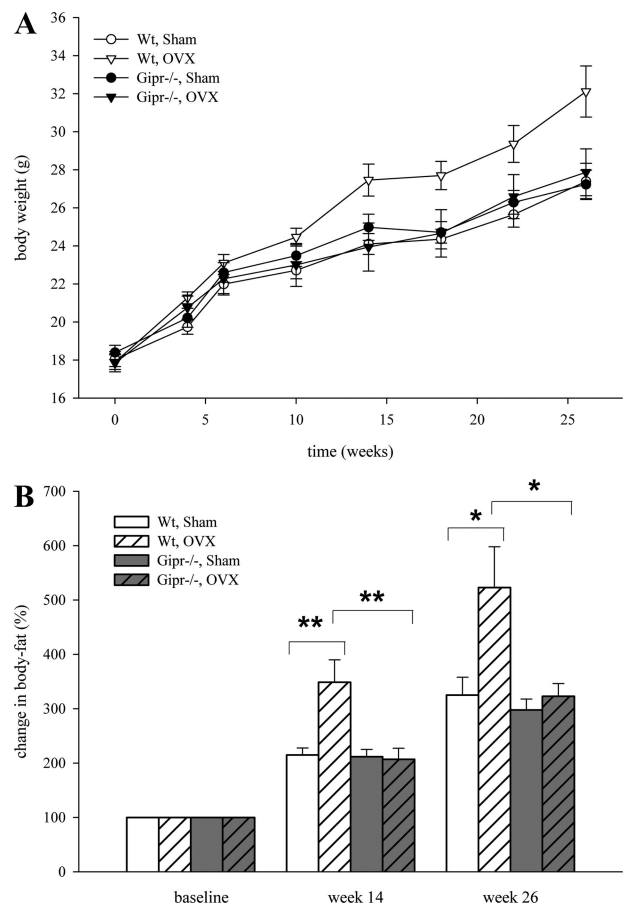 A
36
34
32
30
28
26
24
22
20
18
16
body weight (g)
Wt, Sham
Wt, OVX
Gipr-/-, Sham
Gipr-/-, OVX
0 5 10 15 20 25
time (weeks)
B
700
600
500
400
300
200
100
0
change in body-fat (%)
Wt, Sham
Wt, OVX
Gipr-/-, Sham
Gipr-/-, OVX
** **
* *
baseline week 14 week 26